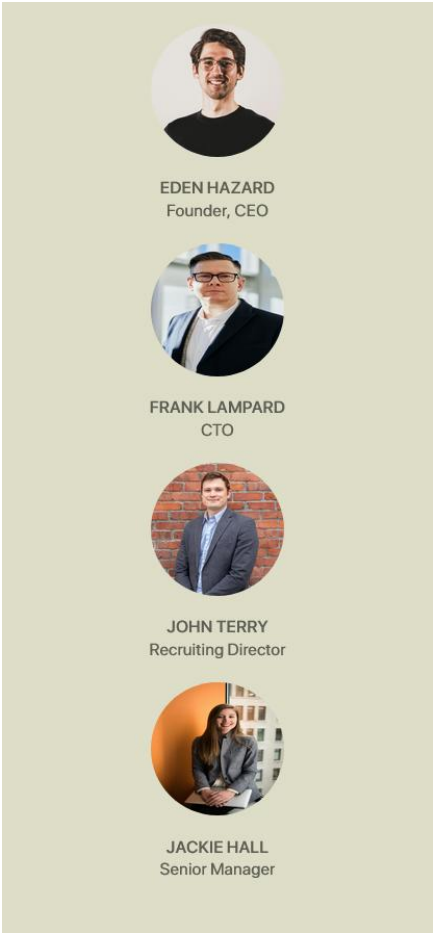 EDEN HAZARD
Founder, CEO
FRANK LAMPARD
CTO
JOHN TERRY
Recruiting Director
JACKIE HALL
Senior Manager